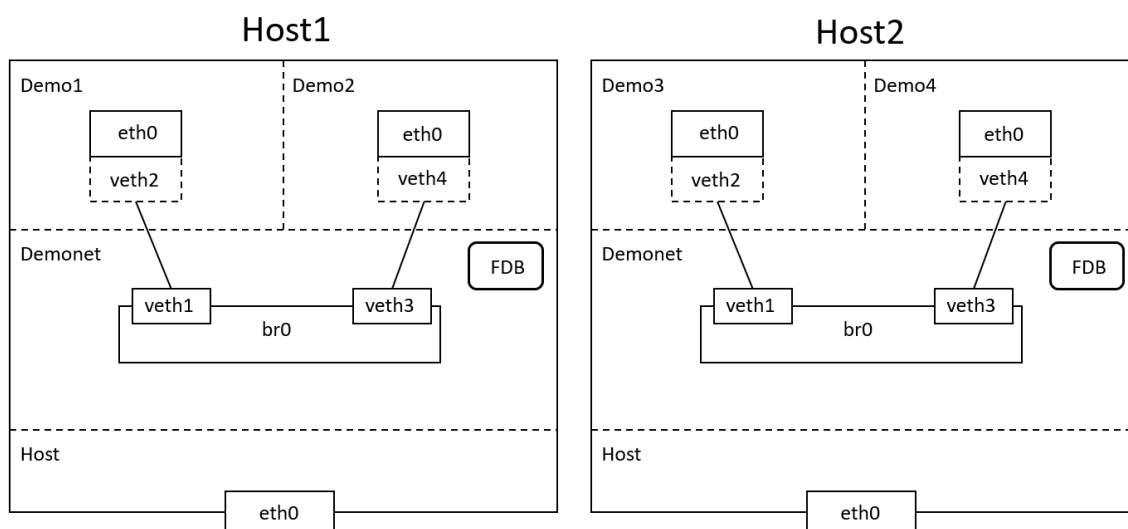 Host1
Host2
Demo1
Demo2
Demo3
Demo4
eth0
eth0
eth0
eth0
veth2
veth4
veth2
veth4
Demonet
FDB
Demonet
FDB
veth1
veth3
veth1
veth3
br0
br0
Host
Host
eth0
eth0